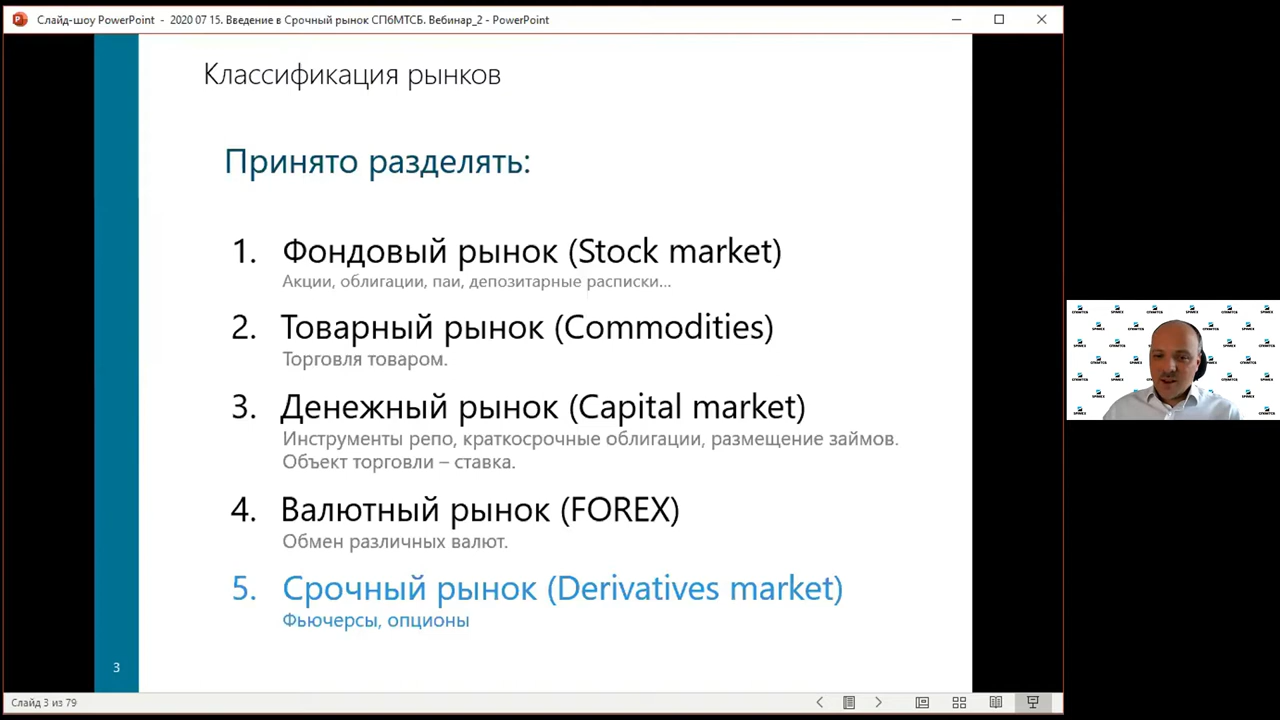 Слайд-шоу PowerPoint - 2020 07 15. Введение в Срочный рынок СПбМТСБ. Вебинар_2 - PowerPoint
Классификация рынков
Принято разделять:
1. Фондовый рынок (Stock market)
Акции, облигации, паи, депозитарные расписки...
2. Товарный рынок (Commodities)
Торговля товаром.
3. Денежный рынок (Capital market)
Инструменты репо, краткосрочные облигации, размещение займов.
Объект торговли – ставка.
4. Валютный рынок (FOREX)
Обмен различных валют.
5. Срочный рынок (Derivatives market)
Фьючерсы, опционы
3
Слайд 3 из 79